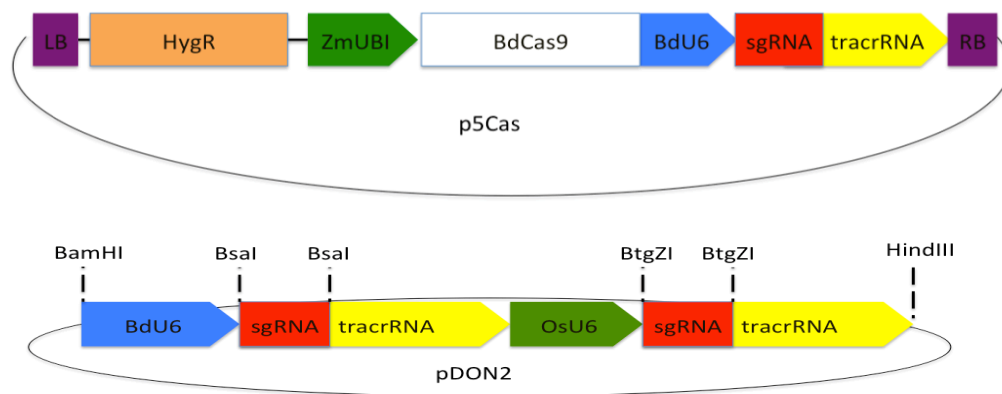 LB HygR ZmUBI BdCas9 BdU6 sgRNA tracrRNA RB
p5Cas
BamHI BsaI BsaI BtgZI BtgZI HindIII
BdU6 sgRNA tracrRNA OsU6 sgRNA tracrRNA
pDON2